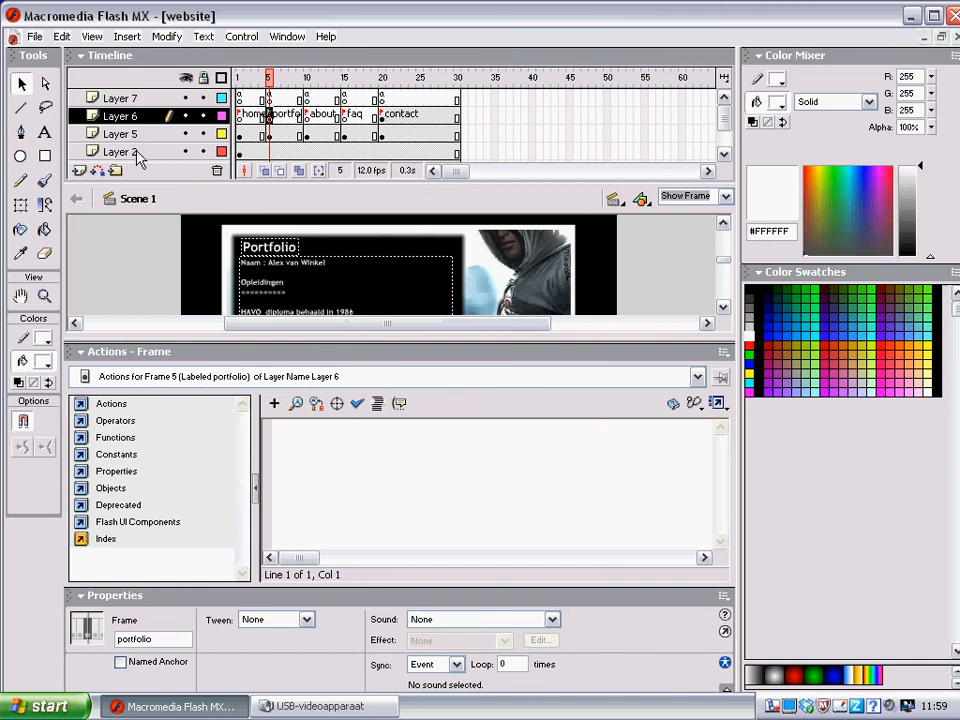 Macromedia Flash MX - [website]
File Edit View Insert Modify Text Control Window Help
Tools
Timeline
1 5 10 15 20 25 30 35 40 45 50 55 60
Layer 7
Layer 6
home portfo about faq contact
Layer 5
Layer 2
5 12.0 fps 0.3s
Scene 1
Show Frame
Portfolio
Naam : Alex van Winkel
Opleidingen
==========
HAVO diploma behaald in 1986
View
Colors
Options
Actions - Frame
Actions for Frame 5 (Labeled portfolio) of Layer Name Layer 6
Actions
Operators
Functions
Constants
Properties
Objects
Deprecated
Flash UI Components
Index
Line 1 of 1, Col 1
Properties
Frame
portfolio
Named Anchor
Tween: None
Sound: None
Effect: None Edit...
Sync: Event Loop: 0 times
No sound selected.
Color Mixer
R: 255
Solid
G: 255
B: 255
Alpha: 100%
#FFFFFF
Color Swatches
start
Macromedia Flash MX...
USB-videoapparaat
11:59